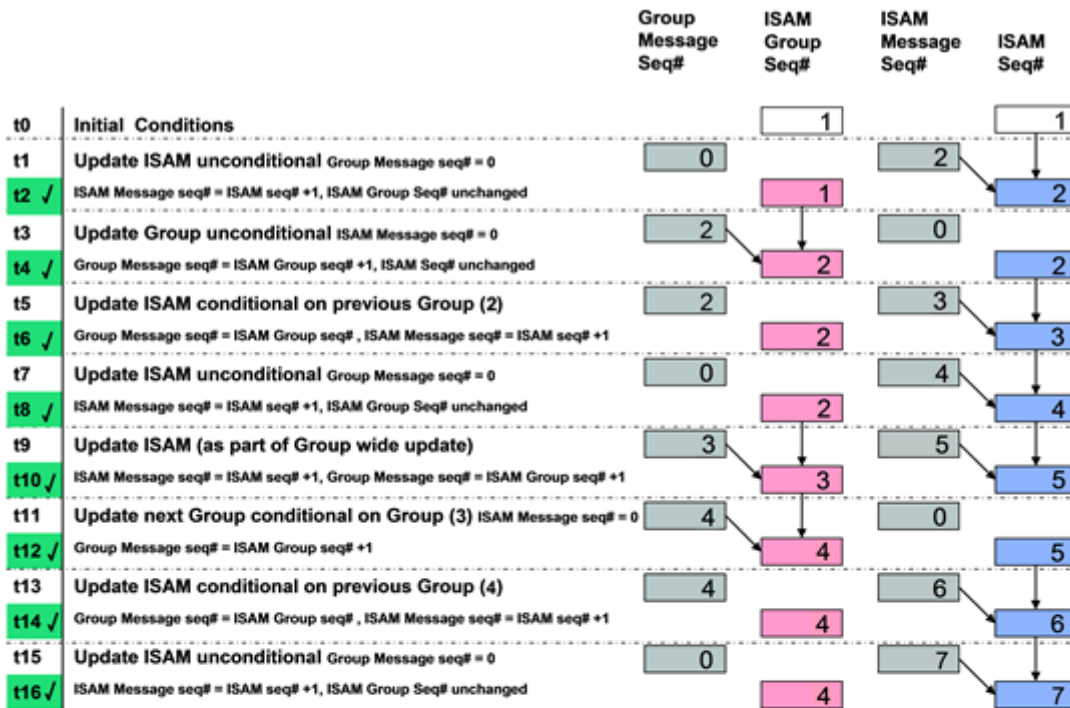 Group Message Seq# ISAM Group Seq# ISAM Message Seq# ISAM Seq#
t0 Initial Conditions 1 1
t1 Update ISAM unconditional Group Message seq# = 0 0 2
t2 √ ISAM Message seq# = ISAM seq# +1, ISAM Group Seq# unchanged 1 2
t3 Update Group unconditional ISAM Message seq# = 0 2 0
t4 √ Group Message seq# = ISAM Group seq# +1, ISAM Seq# unchanged 2 2
t5 Update ISAM conditional on previous Group (2) 2 3
t6 √ Group Message seq# = ISAM Group seq# , ISAM Message seq# = ISAM seq# +1 2 3
t7 Update ISAM unconditional Group Message seq# = 0 0 4
t8 √ ISAM Message seq# = ISAM seq# +1, ISAM Group Seq# unchanged 2 4
t9 Update ISAM (as part of Group wide update) 3 5
t10 √ ISAM Message seq# = ISAM seq# +1, Group Message seq# = ISAM Group seq# +1 3 5
t11 Update next Group conditional on Group (3) ISAM Message seq# = 0 4 0
t12 √ Group Message seq# = ISAM Group seq# +1 4 5
t13 Update ISAM conditional on previous Group (4) 4 6
t14 √ Group Message seq# = ISAM Group seq# , ISAM Message seq# = ISAM seq# +1 4 6
t15 Update ISAM unconditional Group Message seq# = 0 0 7
t16 √ ISAM Message seq# = ISAM seq# +1, ISAM Group Seq# unchanged 4 7